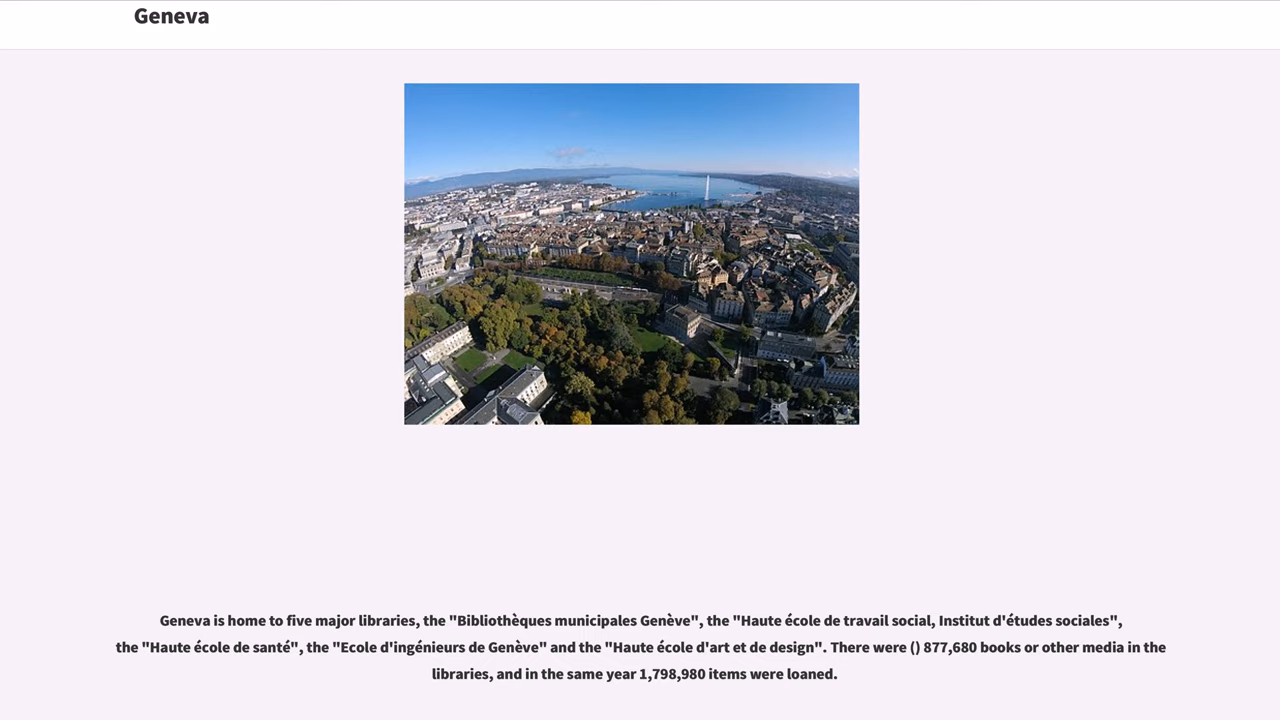 Geneva
Geneva is home to five major libraries, the "Bibliothèques municipales Genève", the "Haute école de travail social, Institut d'études sociales",
the "Haute école de santé", the "Ecole d'ingénieurs de Genève" and the "Haute école d'art et de design". There were () 877,680 books or other media in the
libraries, and in the same year 1,798,980 items were loaned.